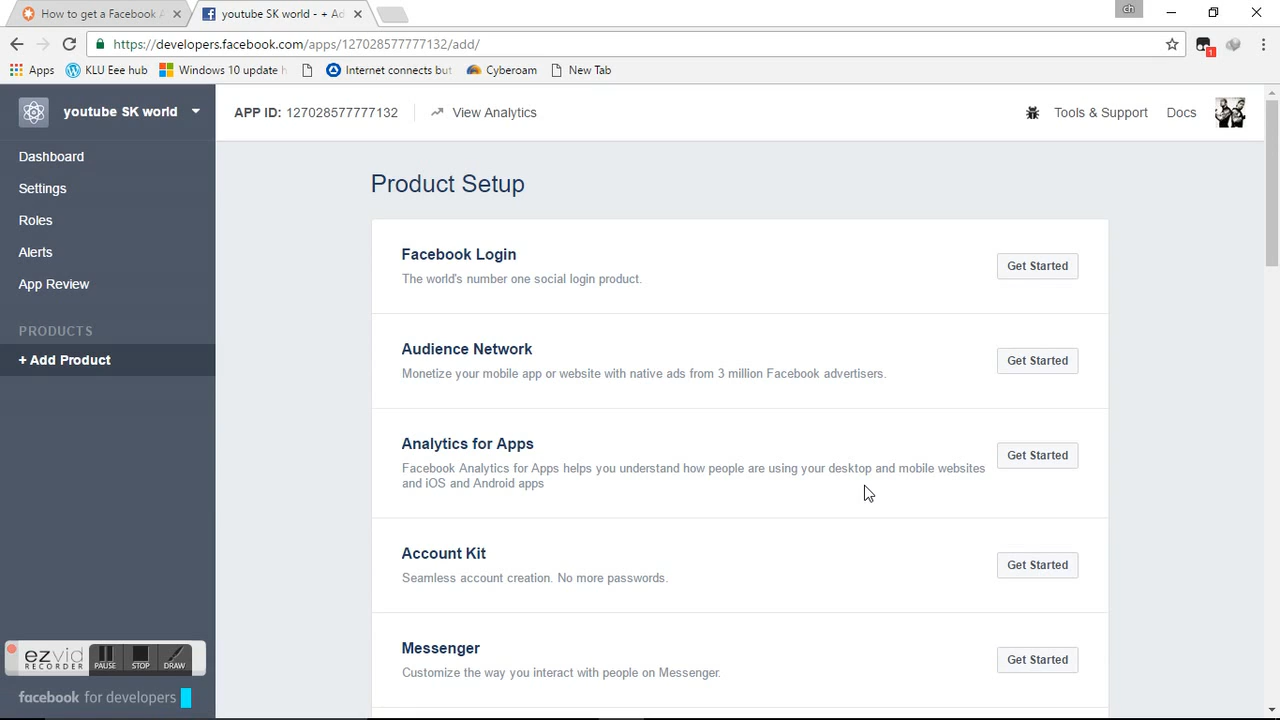 How to get a Facebook A
youtube SK world - + Ad
ch
https://developers.facebook.com/apps/127028577777132/add/
1
Apps
KLU Eee hub
Windows 10 update h
Internet connects but
Cyberoam
New Tab
youtube SK world
APP ID: 127028577777132
View Analytics
Tools & Support
Docs
Dashboard
Settings
Roles
Alerts
App Review
PRODUCTS
+ Add Product
Product Setup
Facebook Login
The world's number one social login product.
Get Started
Audience Network
Monetize your mobile app or website with native ads from 3 million Facebook advertisers.
Get Started
Analytics for Apps
Facebook Analytics for Apps helps you understand how people are using your desktop and mobile websites
and iOS and Android apps
Get Started
Account Kit
Seamless account creation. No more passwords.
Get Started
Messenger
Customize the way you interact with people on Messenger.
Get Started
ezvid
RECORDER
PAUSE
STOP
DRAW
facebook for developers